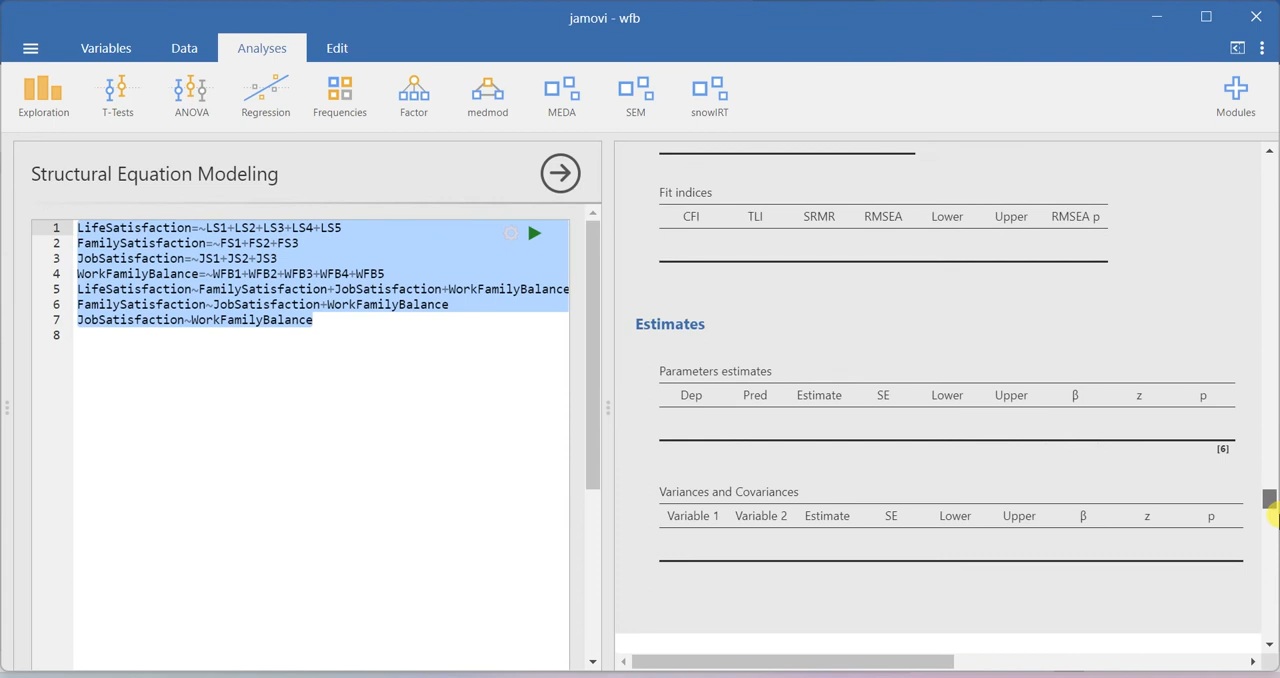 jamovi - wfb
Variables Data Analyses Edit
Exploration T-Tests ANOVA Regression Frequencies Factor medmod MEDA SEM snowIRT Modules
Structural Equation Modeling
1 LifeSatisfaction=~LS1+LS2+LS3+LS4+LS5
2 FamilySatisfaction=~FS1+FS2+FS3
3 JobSatisfaction=~JS1+JS2+JS3
4 WorkFamilyBalance=~WFB1+WFB2+WFB3+WFB4+WFB5
5 LifeSatisfaction~FamilySatisfaction+JobSatisfaction+WorkFamilyBalance
6 FamilySatisfaction~JobSatisfaction+WorkFamilyBalance
7 JobSatisfaction~WorkFamilyBalance
8
Fit indices
CFI TLI SRMR RMSEA Lower Upper RMSEA p
Estimates
Parameters estimates
Dep Pred Estimate SE Lower Upper β z p
[6]
Variances and Covariances
Variable 1 Variable 2 Estimate SE Lower Upper β z p